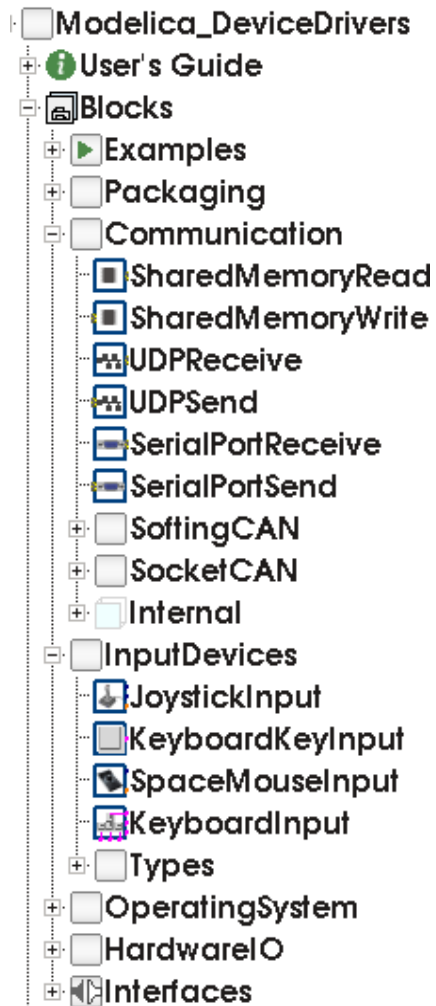 Modelica_DeviceDrivers
User's Guide
Blocks
Examples
Packaging
Communication
SharedMemoryRead
SharedMemoryWrite
UDPReceive
UDPSend
SerialPortReceive
SerialPortSend
SoftingCAN
SocketCAN
Internal
InputDevices
JoystickInput
KeyboardKeyInput
SpaceMouseInput
KeyboardInput
Types
OperatingSystem
HardwareIO
Interfaces